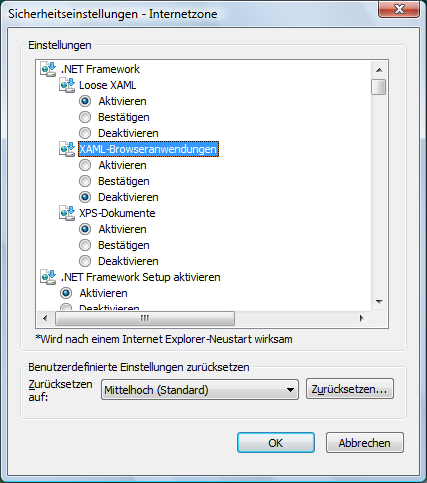 Sicherheitseinstellungen - Internetzone
Einstellungen
.NET Framework
Loose XAML
Aktivieren
Bestätigen
Deaktivieren
XAML-Browseranwendungen
Aktivieren
Bestätigen
Deaktivieren
XPS-Dokumente
Aktivieren
Bestätigen
Deaktivieren
.NET Framework Setup aktivieren
Aktivieren
Deaktivieren
*Wird nach einem Internet Explorer-Neustart wirksam
Benutzerdefinierte Einstellungen zurücksetzen
Zurücksetzen
auf:
Mittelhoch (Standard)
Zurücksetzen...
OK
Abbrechen